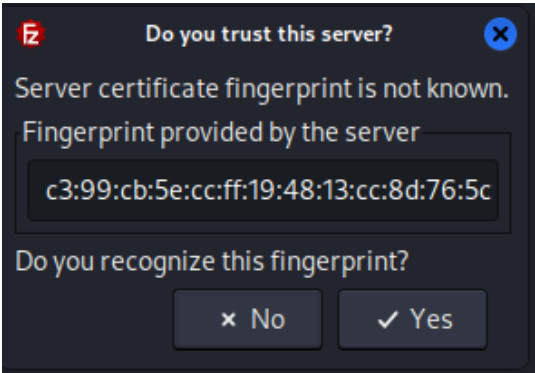 Fz
Do you trust this server?
Server certificate fingerprint is not known.
Fingerprint provided by the server
c3:99:cb:5e:cc:ff:19:48:13:cc:8d:76:5c
Do you recognize this fingerprint?
No
Yes